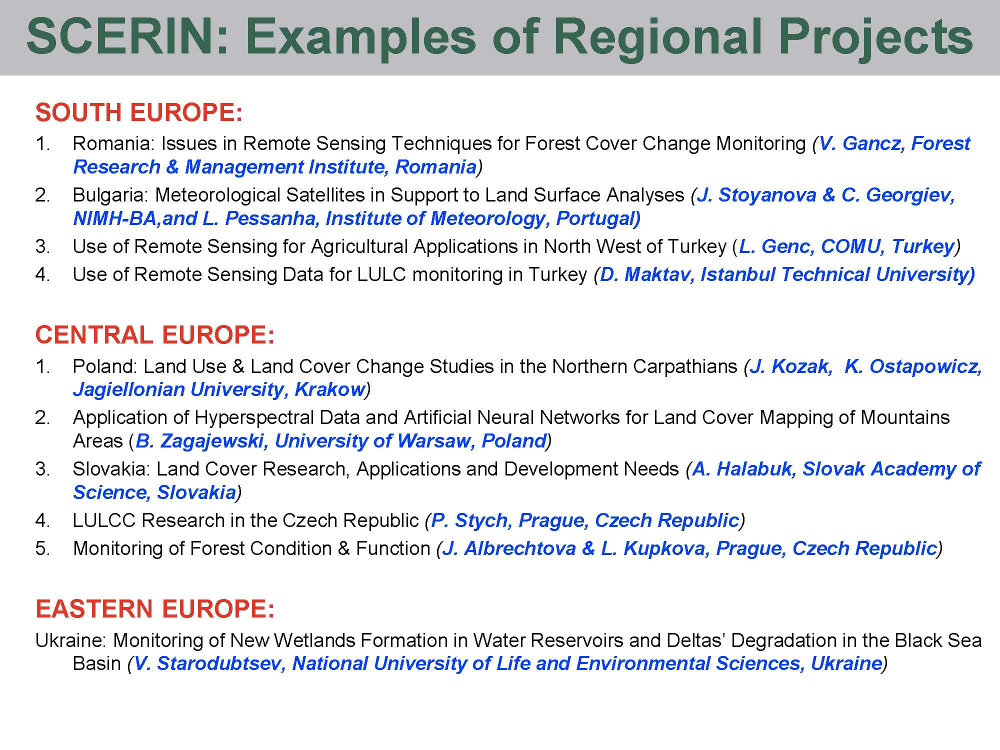 SCERIN: Examples of Regional Projects
SOUTH EUROPE:
1. Romania: Issues in Remote Sensing Techniques for Forest Cover Change Monitoring (V. Gancz, Forest
Research & Management Institute, Romania)
2. Bulgaria: Meteorological Satellites in Support to Land Surface Analyses (J. Stoyanova & C. Georgiev,
NIMH-BA,and L. Pessanha, Institute of Meteorology, Portugal)
3. Use of Remote Sensing for Agricultural Applications in North West of Turkey (L. Genc, COMU, Turkey)
4. Use of Remote Sensing Data for LULC monitoring in Turkey (D. Maktav, Istanbul Technical University)
CENTRAL EUROPE:
1. Poland: Land Use & Land Cover Change Studies in the Northern Carpathians (J. Kozak, K. Ostapowicz,
Jagiellonian University, Krakow)
2. Application of Hyperspectral Data and Artificial Neural Networks for Land Cover Mapping of Mountains
Areas (B. Zagajewski, University of Warsaw, Poland)
3. Slovakia: Land Cover Research, Applications and Development Needs (A. Halabuk, Slovak Academy of
Science, Slovakia)
4. LULCC Research in the Czech Republic (P. Stych, Prague, Czech Republic)
5. Monitoring of Forest Condition & Function (J. Albrechtova & L. Kupkova, Prague, Czech Republic)
EASTERN EUROPE:
Ukraine: Monitoring of New Wetlands Formation in Water Reservoirs and Deltas’ Degradation in the Black Sea
Basin (V. Starodubtsev, National University of Life and Environmental Sciences, Ukraine)